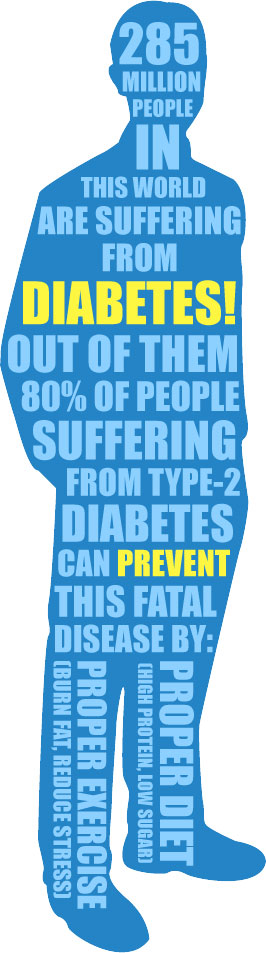 285
MILLION
PEOPLE
IN
THIS WORLD
ARE SUFFERING
FROM
DIABETES!
OUT OF THEM
80% OF PEOPLE
SUFFERING
FROM TYPE-2
DIABETES
CAN PREVENT
THIS FATAL
DISEASE BY:
PROPER EXERCISE
(BURN FAT, REDUCE STRESS)
PROPER DIET
(HIGH PROTEIN, LOW SUGAR)